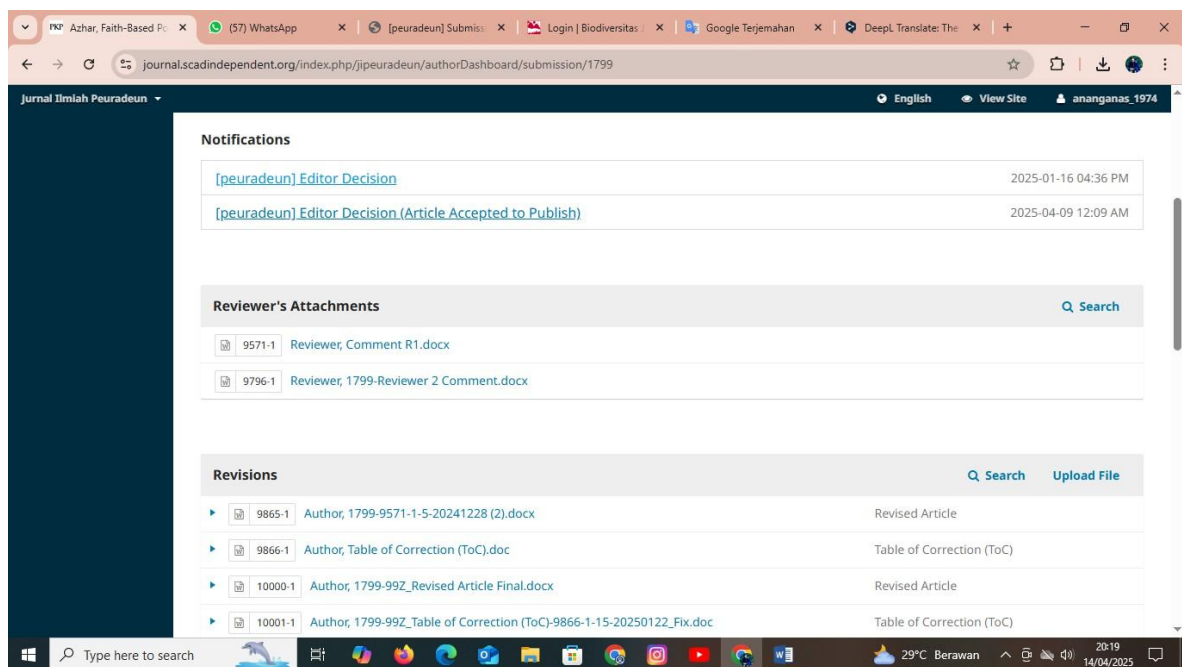 Azhar, Faith-Based Po
(57) WhatsApp
[peuradeun] Submiss
Login | Biodiversitas J
Google Terjemahan
DeepL Translate: The
journal.scadindependent.org/index.php/jipeuradeun/authorDashboard/submission/1799
Jurnal Ilmiah Peuradeun
English View Site ananganas_1974
Notifications
[peuradeun] Editor Decision 2025-01-16 04:36 PM
[peuradeun] Editor Decision (Article Accepted to Publish) 2025-04-09 12:09 AM
Reviewer's Attachments Search
9571-1 Reviewer, Comment R1.docx
9796-1 Reviewer, 1799-Reviewer 2 Comment.docx
Revisions Search Upload File
9865-1 Author, 1799-9571-1-5-20241228 (2).docx Revised Article
9866-1 Author, Table of Correction (ToC).doc Table of Correction (ToC)
10000-1 Author, 1799-99Z_Revised Article Final.docx Revised Article
10001-1 Author, 1799-99Z_Table of Correction (ToC)-9866-1-15-20250122_Fix.doc Table of Correction (ToC)
Type here to search 29°C Berawan 20:19
14/04/2025